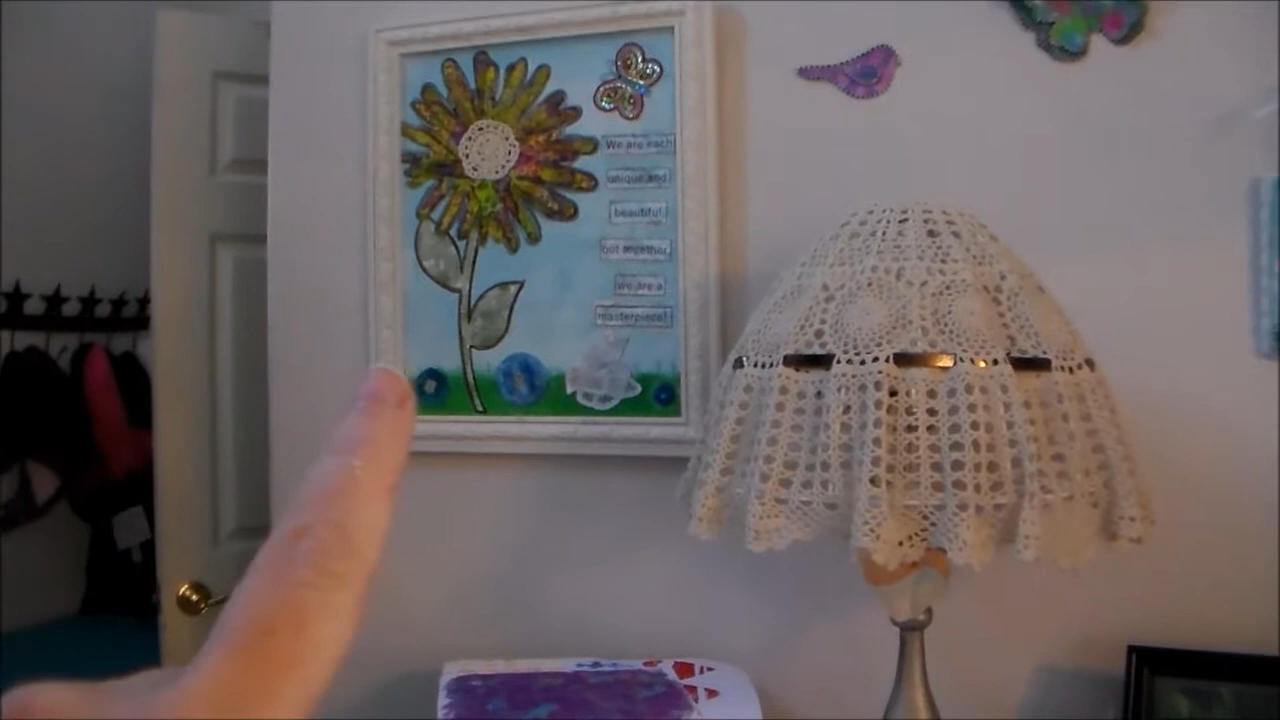 We are each
unique and
beautiful
but together
we are a
masterpiece!